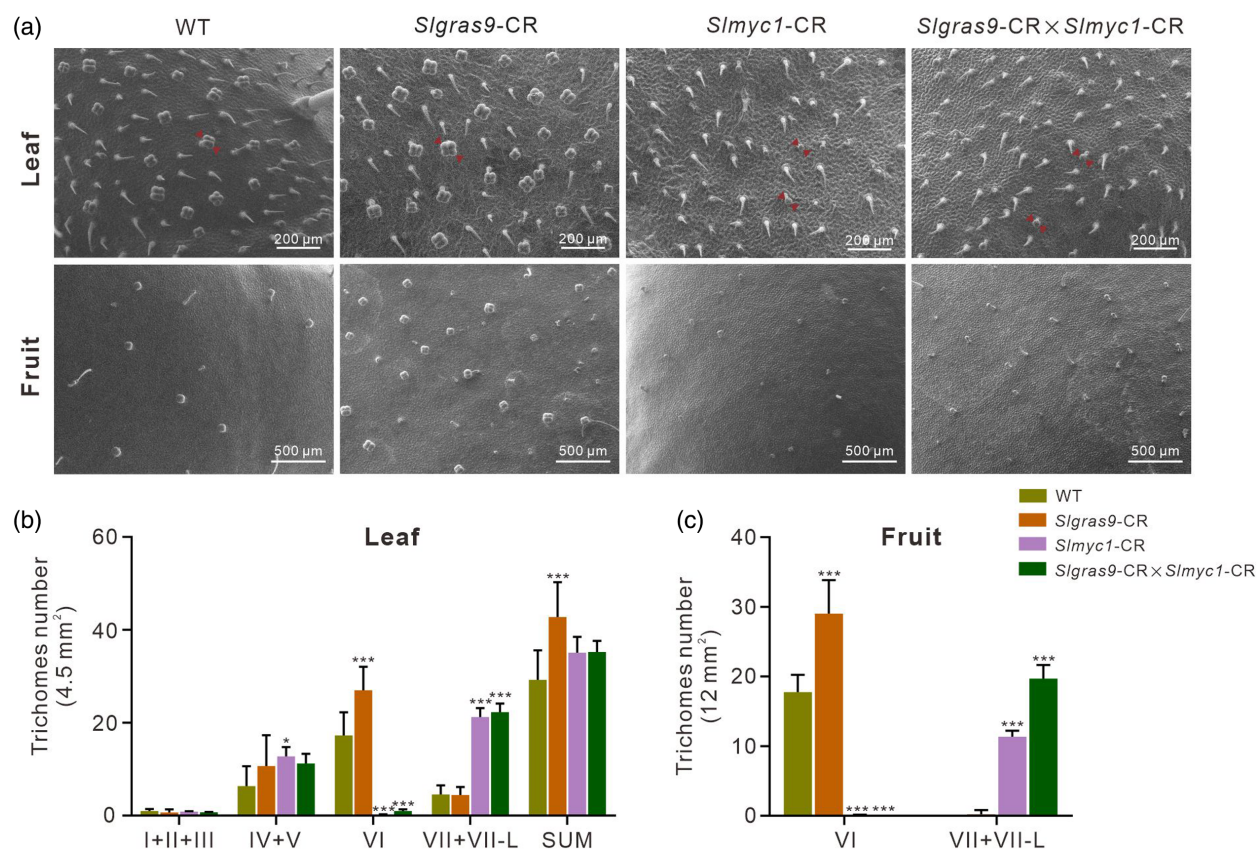 (a)
WT
Slgras9-CR
Slmyc1-CR
Slgras9-CR×Slmyc1-CR
Leaf
200 µm
200 µm
200 µm
200 µm
Fruit
500 µm
500 µm
500 µm
500 µm
(b)
Leaf
Trichomes number
(4.5 mm²)
60
40
20
0
*
***
***
***
***
***
***
I+II+III
IV+V
VI
VII+VII-L
SUM
(c)
Fruit
WT
Slgras9-CR
Slmyc1-CR
Slgras9-CR×Slmyc1-CR
Trichomes number
(12 mm²)
40
30
20
10
0
***
*** ***
***
***
VI
VII+VII-L